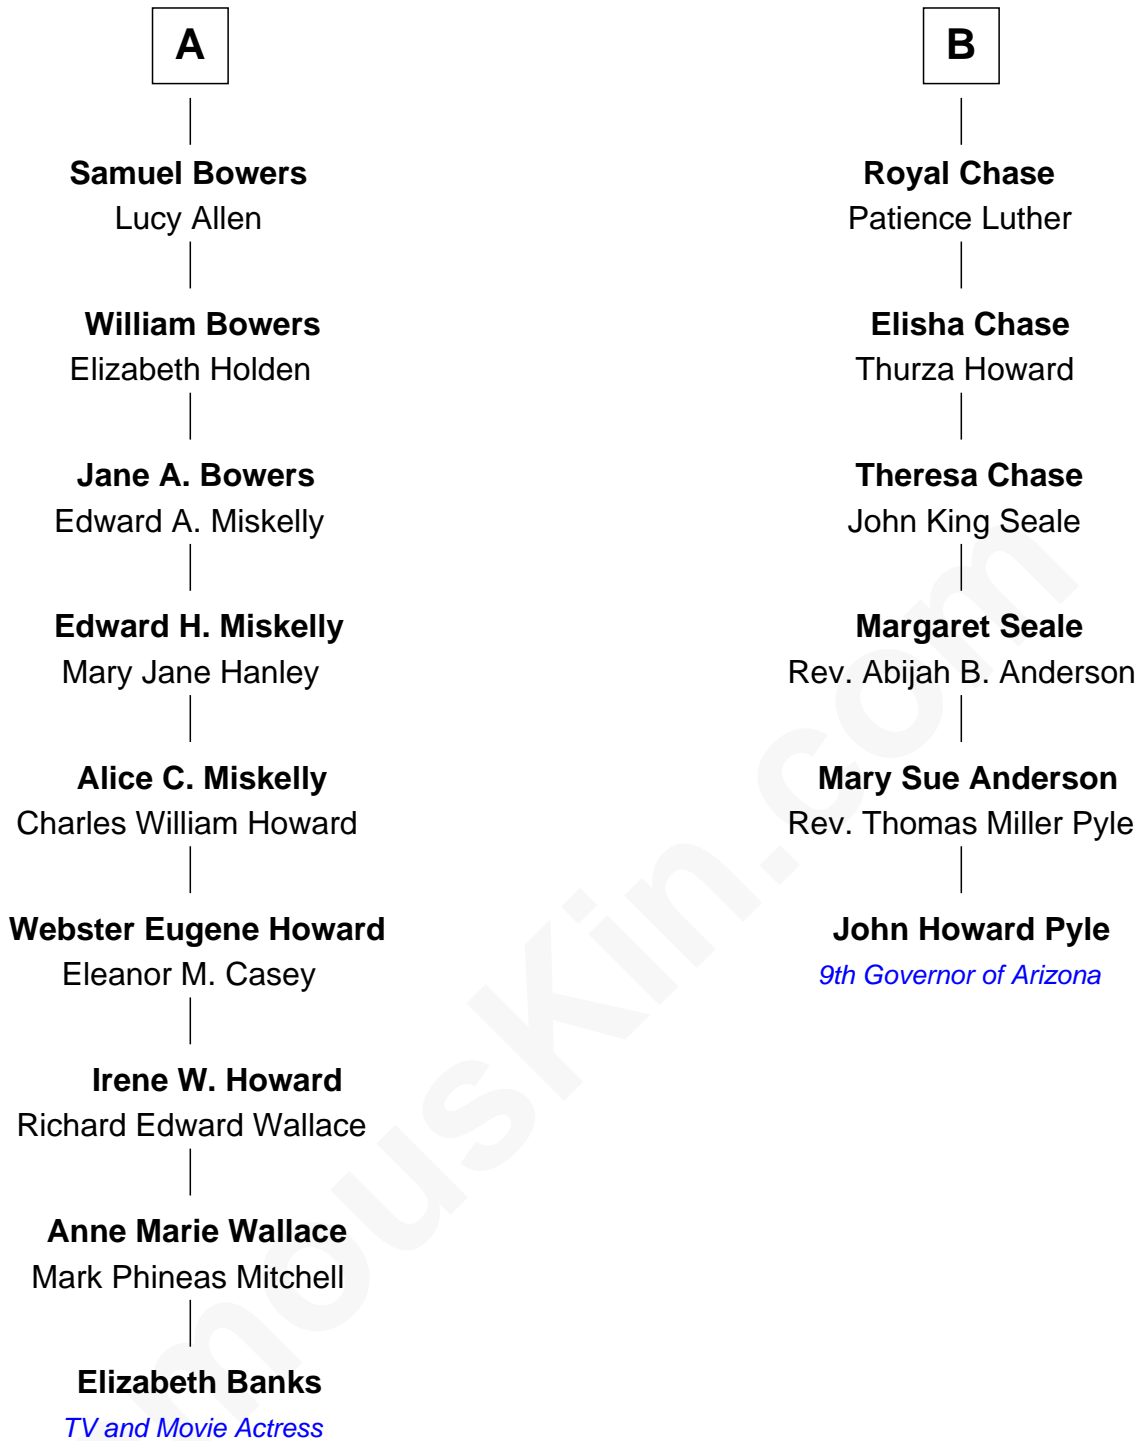 A
Samuel Bowers
Lucy Allen
William Bowers
Elizabeth Holden
Jane A. Bowers
Edward A. Miskelly
Edward H. Miskelly
Mary Jane Hanley
Alice C. Miskelly
Charles William Howard
Webster Eugene Howard
Eleanor M. Casey
Irene W. Howard
Richard Edward Wallace
Anne Marie Wallace
Mark Phineas Mitchell
Elizabeth Banks
TV and Movie Actress
B
Royal Chase
Patience Luther
Elisha Chase
Thurza Howard
Theresa Chase
John King Seale
Margaret Seale
Rev. Abijah B. Anderson
Mary Sue Anderson
Rev. Thomas Miller Pyle
John Howard Pyle
9th Governor of Arizona
mousKin.com